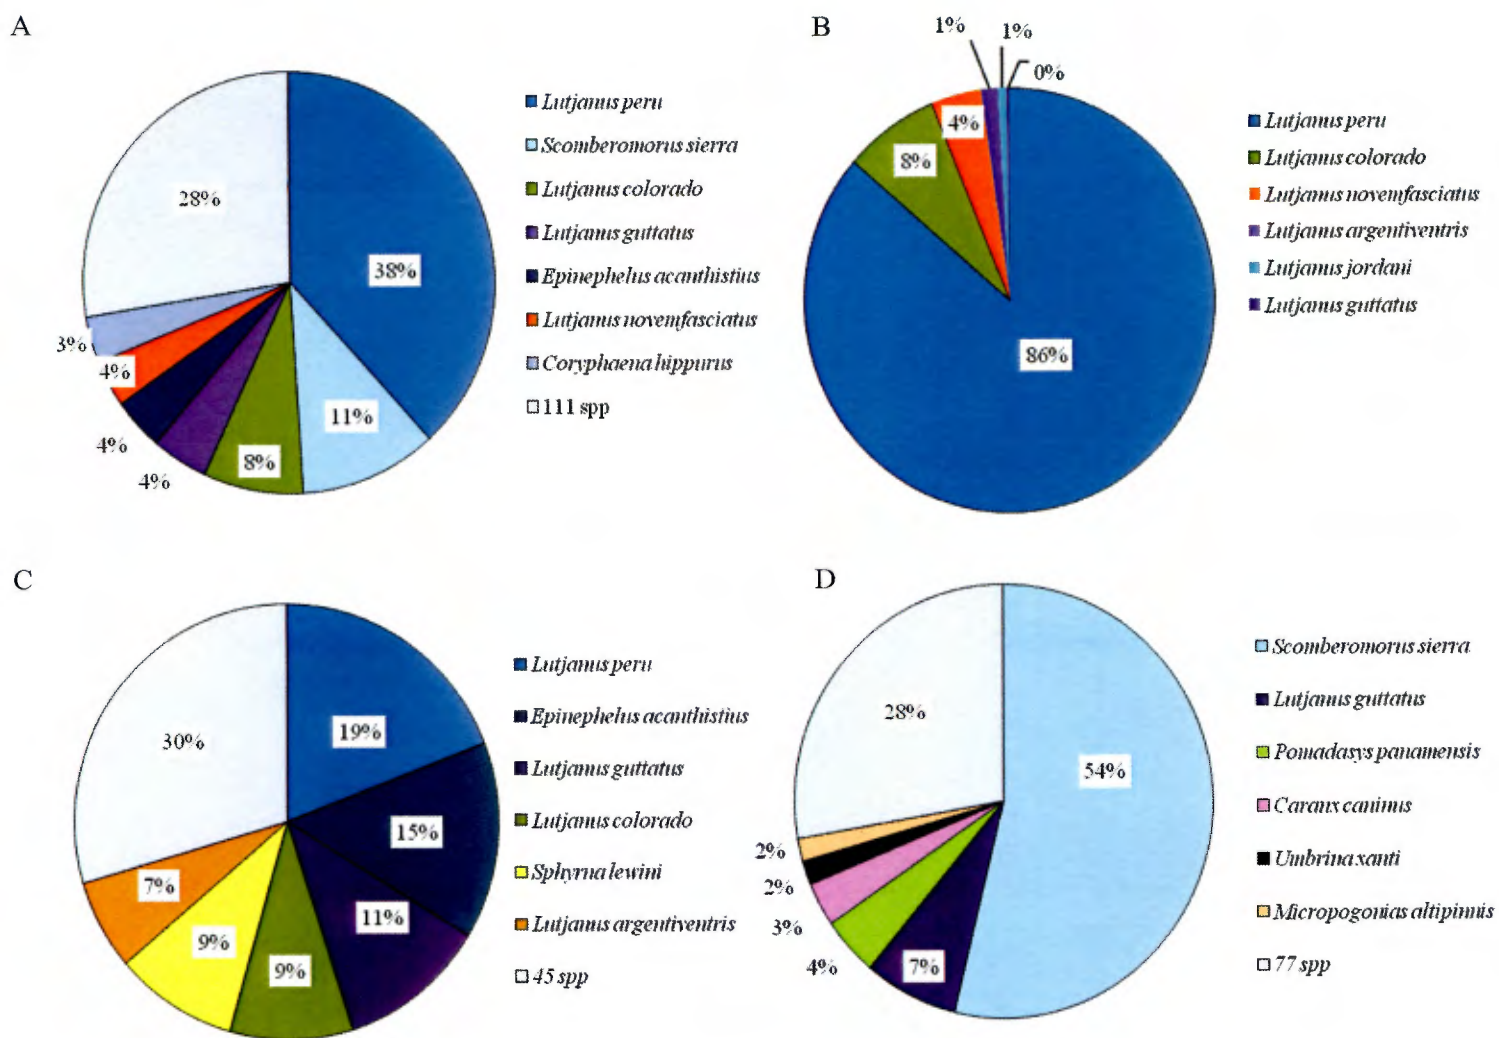 A
28%
38%
11%
8%
4%
4%
4%
3%
Lutjanus peru
Scomberomorus sierra
Lutjanus colorado
Lutjanus guttatus
Epinephelus acanthistius
Lutjanus novemfasciatus
Coryphaena hippurus
111 spp
B
1%
1%
0%
4%
8%
86%
Lutjanus peru
Lutjanus colorado
Lutjanus novemfasciatus
Lutjanus argentiventris
Lutjanus jordani
Lutjanus guttatus
C
30%
19%
15%
11%
9%
9%
7%
Lutjanus peru
Epinephelus acanthistius
Lutjanus guttatus
Lutjanus colorado
Sphyrna lewini
Lutjanus argentiventris
45 spp
D
28%
54%
7%
4%
3%
2%
2%
Scomberomorus sierra
Lutjanus guttatus
Pomadasys panamensis
Caranx caninus
Umbrina xanti
Micropogonias altipinnis
77 spp